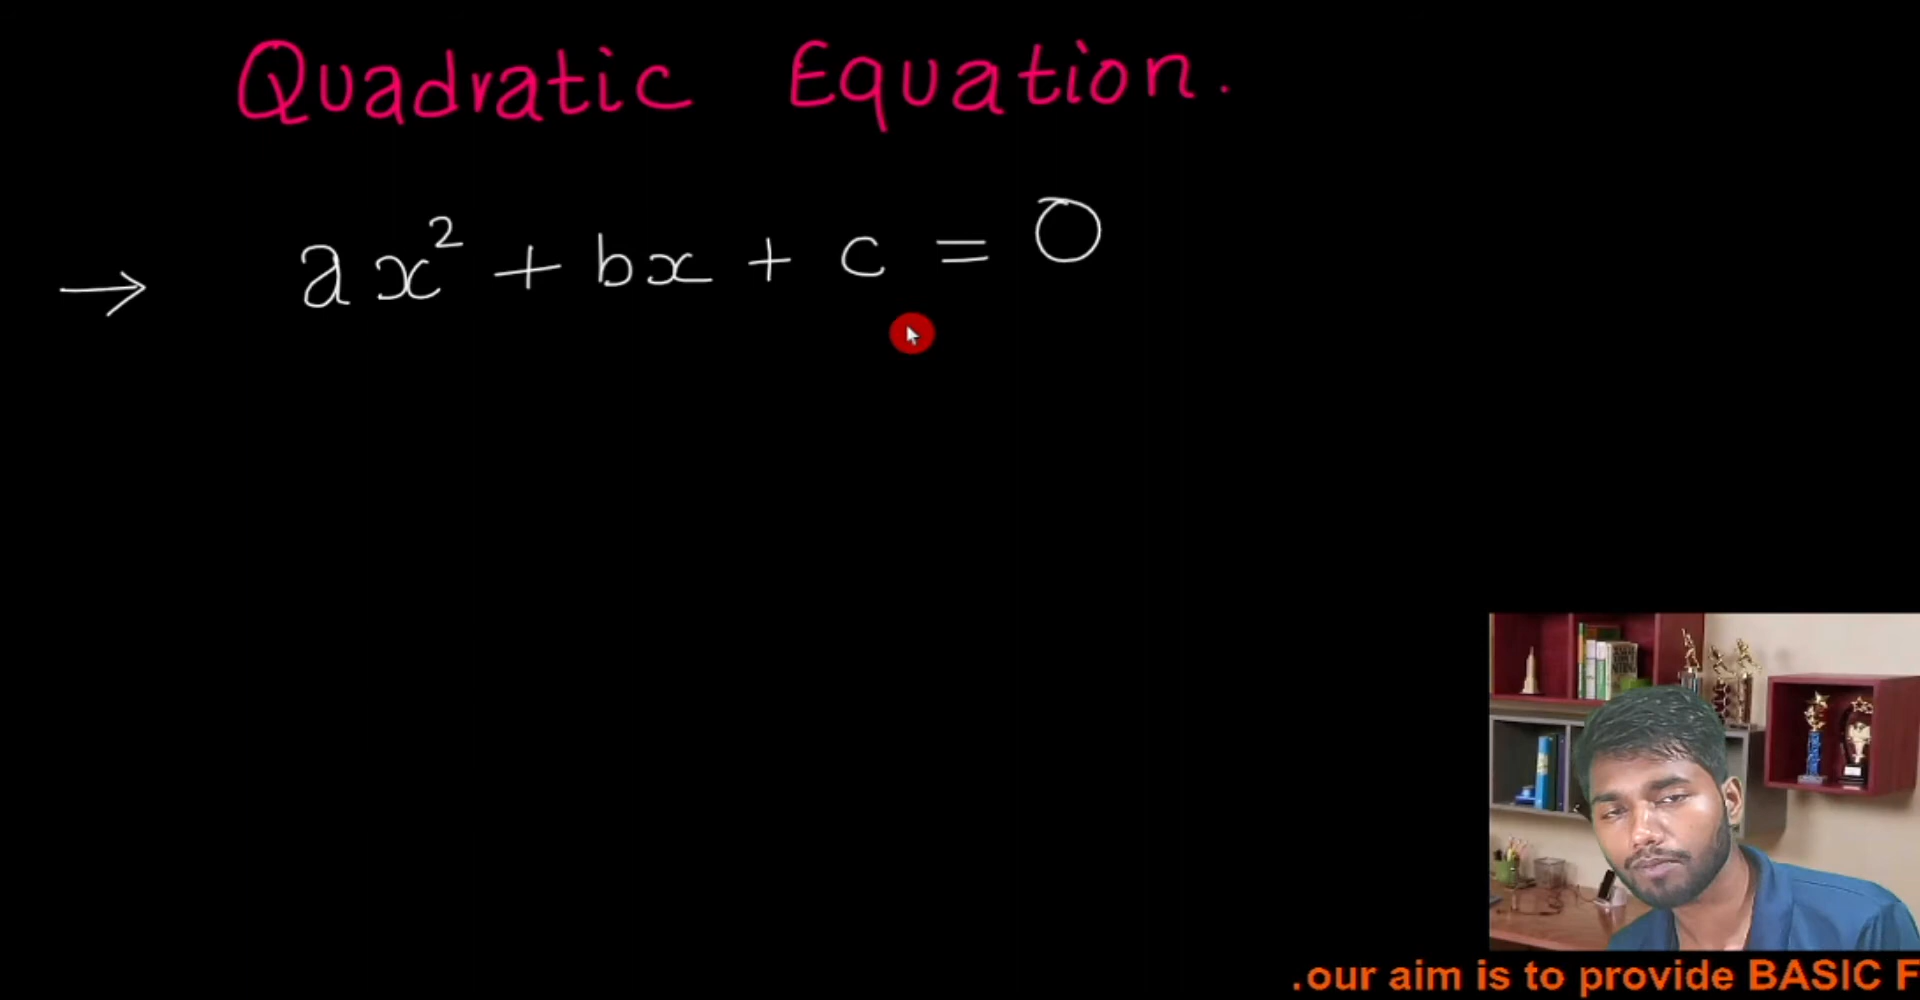 Quadratic Equation.
→ ax² + bx + c = 0
.our aim is to provide BASIC F